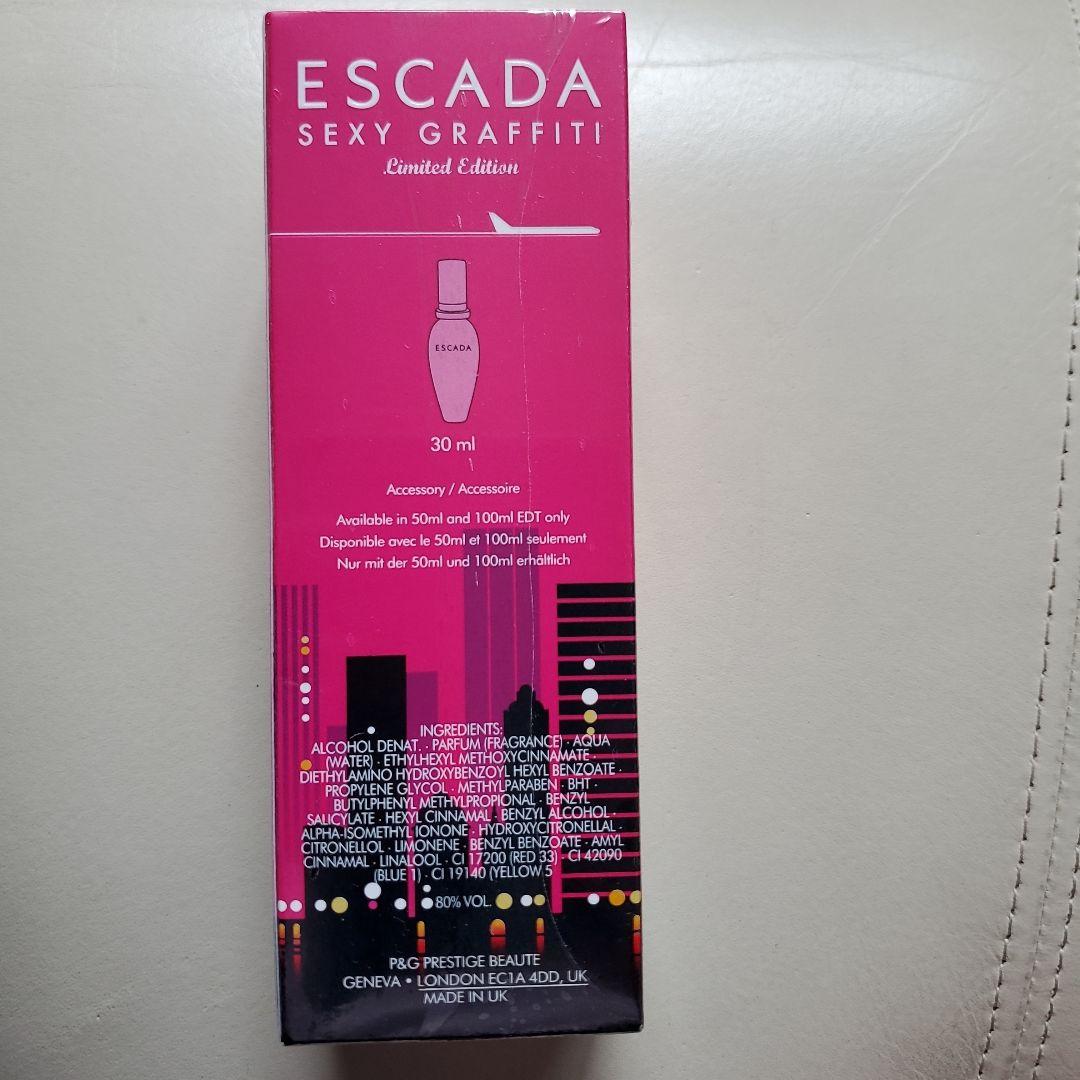 ESCADA
SEXY GRAFFITI
Limited Edition
ESCADA
30 ml
Accessory / Accessoire
Available in 50ml and 100ml EDT only
Disponible avec le 50ml et 100ml seulement
Nur mit der 50ml und 100ml erhältlich
INGREDIENTS:
ALCOHOL DENAT. · PARFUM (FRAGRANCE) · AQUA
(WATER) · ETHYLHEXYL METHOXYCINNAMATE ·
DIETHYLAMINO HYDROXYBENZOYL HEXYL BENZOATE ·
PROPYLENE GLYCOL · METHYLPARABEN · BHT ·
BUTYLPHENYL METHYLPROPIONAL · BENZYL
SALICYLATE · HEXYL CINNAMAL · BENZYL ALCOHOL ·
ALPHA-ISOMETHYL IONONE · HYDROXYCITRONELLAL ·
CITRONELLOL · LIMONENE · BENZYL BENZOATE · AMYL
CINNAMAL · LINALOOL · CI 17200 (RED 33) · CI 42090
(BLUE 1) · CI 19140 (YELLOW 5
80% VOL.
P&G PRESTIGE BEAUTE
GENEVA • LONDON EC1A 4DD, UK
MADE IN UK